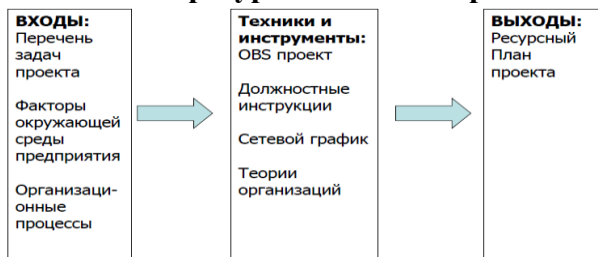 ВХОДЫ:
Перечень
задач
проекта
Факторы
окружающей
среды
предприятия
Организаци-
онные
процессы
Техники и
инструменты:
OBS проект
Должностные
инструкции
Сетевой график
Теории
организаций
ВЫХОДЫ:
Ресурсный
План
проекта